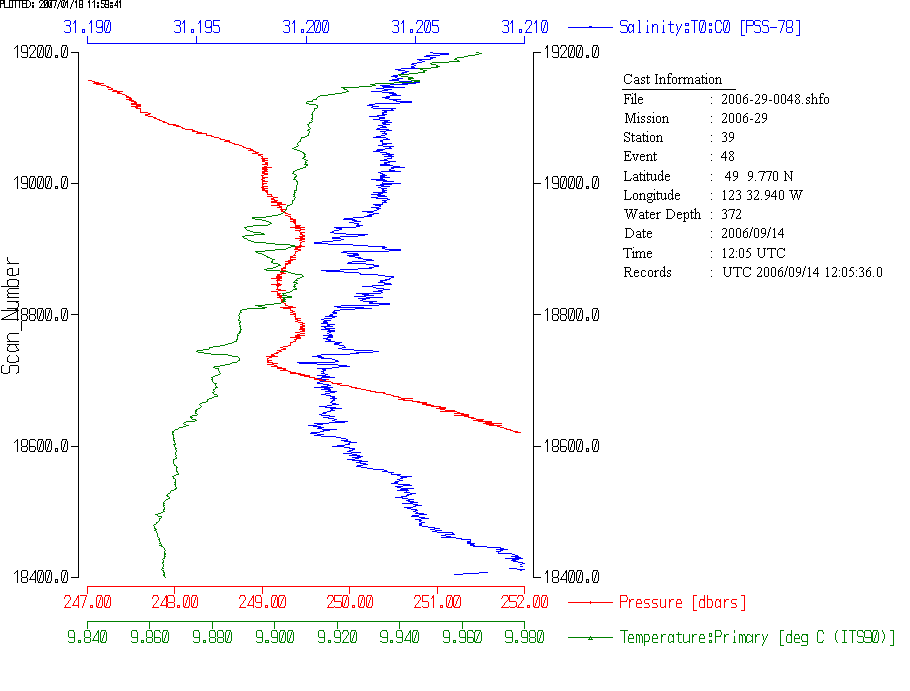 PLOTTED: 2007/01/18 11:59:41
31.190 31.195 31.200 31.205 31.210 Salinity:T0:C0 [PSS-78]
19200.0 19200.0
19000.0 19000.0
18800.0 18800.0
18600.0 18600.0
18400.0 18400.0
Scan_Number
Cast Information
File : 2006-29-0048.shfo
Mission : 2006-29
Station : 39
Event : 48
Latitude : 49 9.770 N
Longitude : 123 32.940 W
Water Depth : 372
Date : 2006/09/14
Time : 12:05 UTC
Records : UTC 2006/09/14 12:05:36.0
247.00 248.00 249.00 250.00 251.00 252.00 Pressure [dbars]
9.840 9.860 9.880 9.900 9.920 9.940 9.960 9.980 Temperature:Primary [deg C (ITS90)]